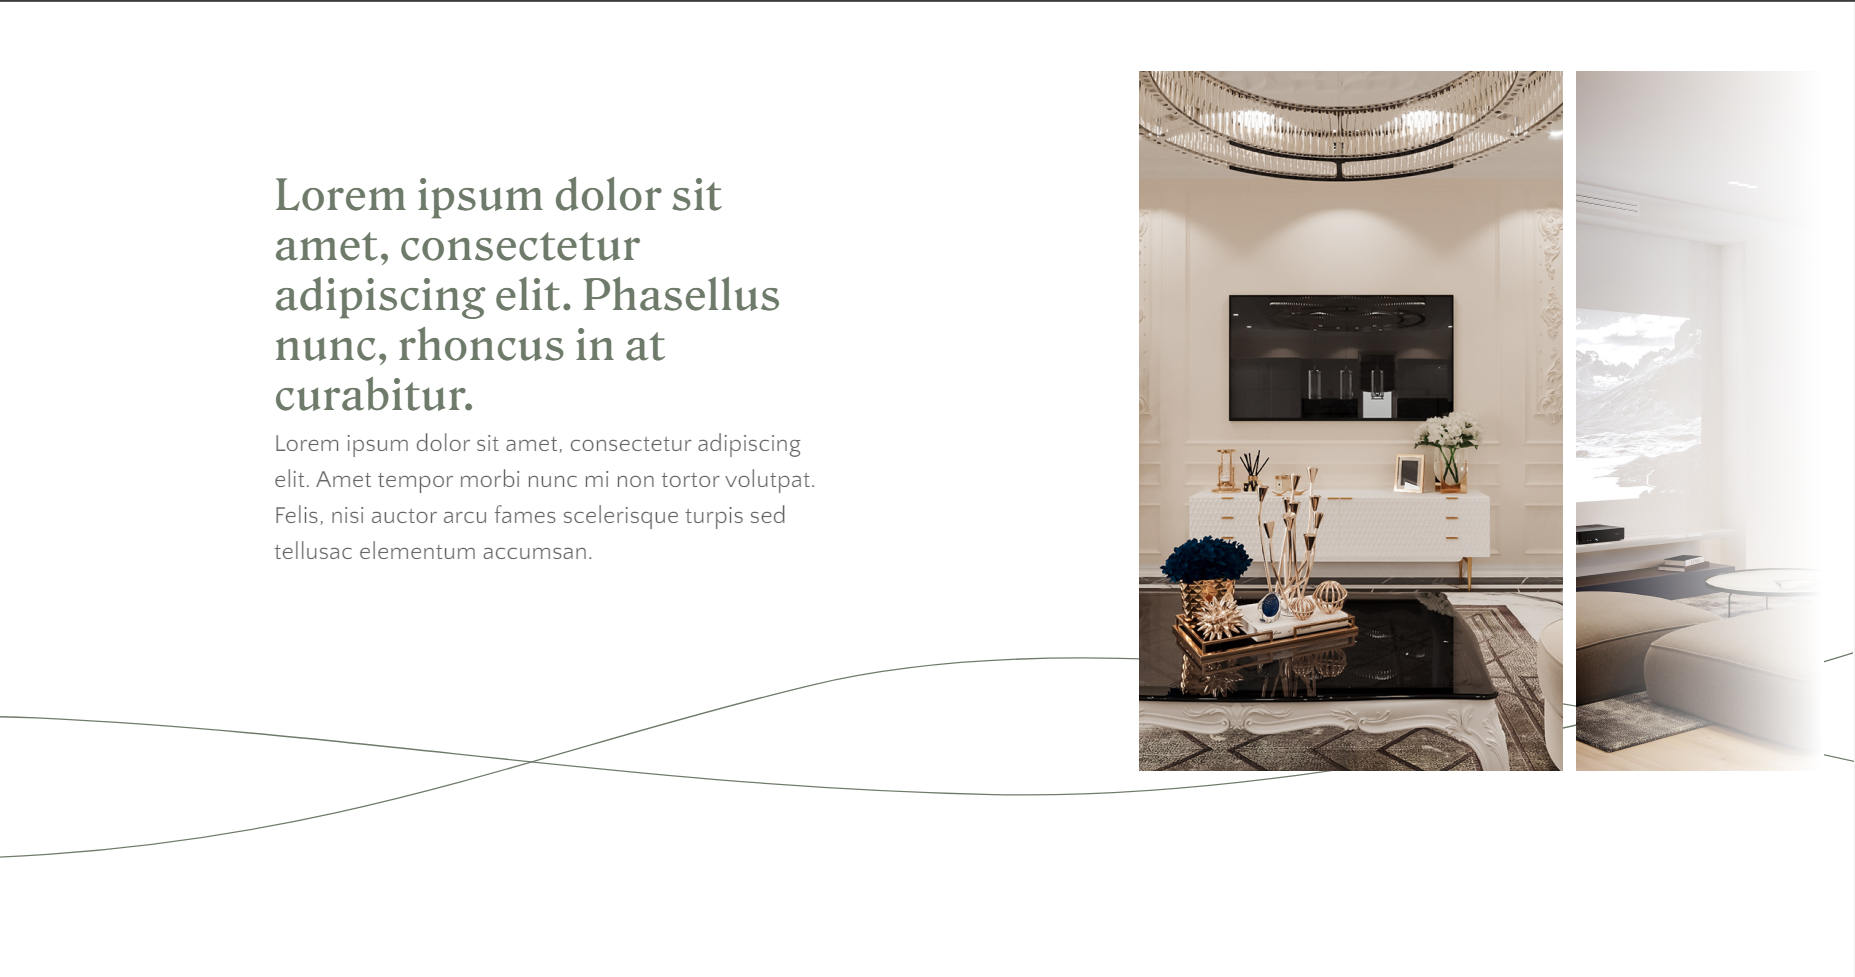 Lorem ipsum dolor sit
amet, consectetur
adipiscing elit. Phasellus
nunc, rhoncus in at
curabitur.
Lorem ipsum dolor sit amet, consectetur adipiscing
elit. Amet tempor morbi nunc mi non tortor volutpat.
Felis, nisi auctor arcu fames scelerisque turpis sed
tellusac elementum accumsan.